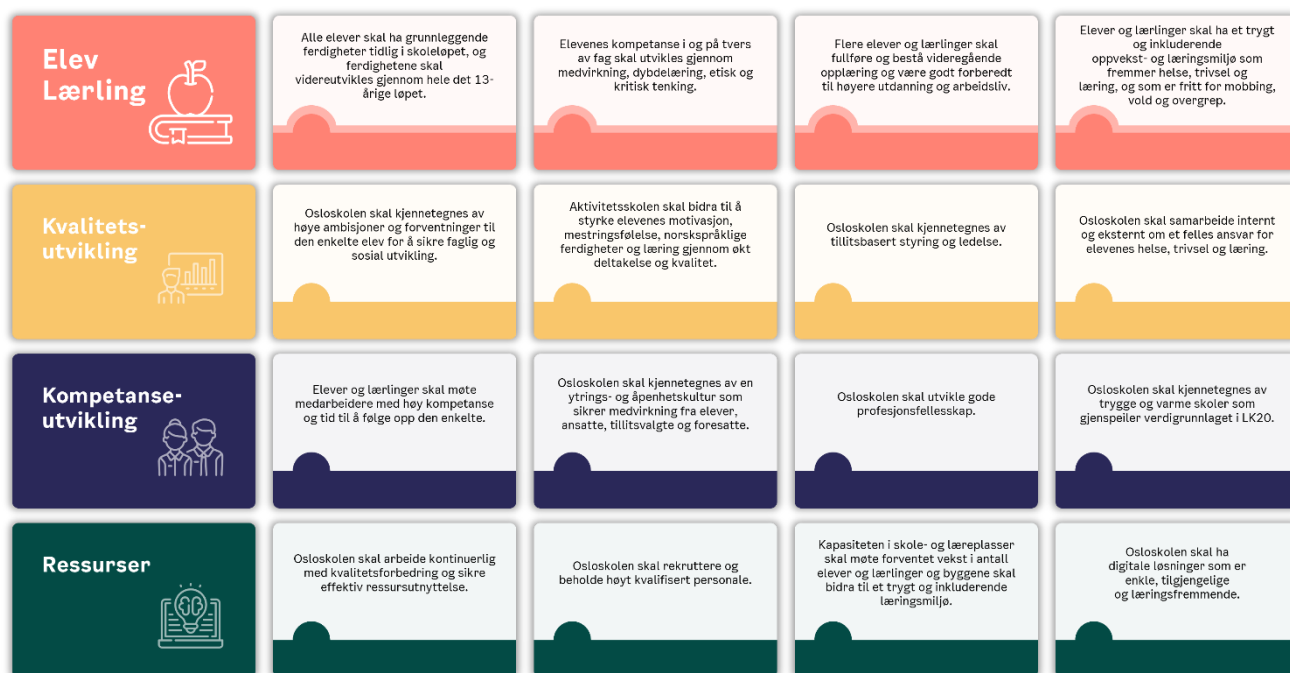 Elev
Lærling
Alle elever skal ha grunnleggende
ferdigheter tidlig i skoleløpet, og
ferdighetene skal
videreutvikles gjennom hele det 13-
årige løpet.
Elevenes kompetanse i og på tvers
av fag skal utvikles gjennom
medvirkning, dybdelæring, etisk og
kritisk tenking.
Flere elever og lærlinger skal
fullføre og bestå videregående
opplæring og være godt forberedt
til høyere utdanning og arbeidsliv.
Elever og lærlinger skal ha et trygt
og inkluderende
oppvekst- og læringsmiljø som
fremmer helse, trivsel og
læring, og som er fritt for mobbing,
vold og overgrep.
Kvalitets-
utvikling
Osloskolen skal kjennetegnes av
høye ambisjoner og forventninger til
den enkelte elev for å sikre faglig og
sosial utvikling.
Aktivitetsskolen skal bidra til å
styrke elevenes motivasjon,
mestringsfølelse, norskspråklige
ferdigheter og læring gjennom økt
deltakelse og kvalitet.
Osloskolen skal kjennetegnes av
tillitsbasert styring og ledelse.
Osloskolen skal samarbeide internt
og eksternt om et felles ansvar for
elevenes helse, trivsel og læring.
Kompetanse-
utvikling
Elever og lærlinger skal møte
medarbeidere med høy kompetanse
og tid til å følge opp den enkelte.
Osloskolen skal kjennetegnes av en
ytrings- og åpenhetskultur som
sikrer medvirkning fra elever,
ansatte, tillitsvalgte og foresatte.
Osloskolen skal utvikle gode
profesjonsfellesskap.
Osloskolen skal kjennetegnes av
trygge og varme skoler som
gjenspeiler verdigrunnlaget i LK20.
Ressurser
Osloskolen skal arbeide kontinuerlig
med kvalitetsforbedring og sikre
effektiv ressursutnyttelse.
Osloskolen skal rekruttere og
beholde høyt kvalifisert personale.
Kapasiteten i skole- og læreplasser
skal møte forventet vekst i antall
elever og lærlinger og byggene skal
bidra til et trygt og inkluderende
læringsmiljø.
Osloskolen skal ha
digitale løsninger som er
enkle, tilgjengelige
og læringsfremmende.